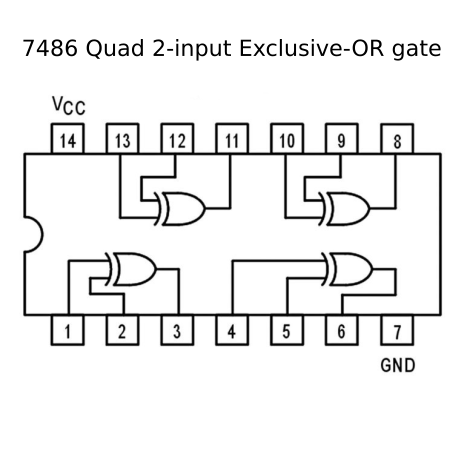 7486 Quad 2-input Exclusive-OR gate
VCC
14 13 12 11 10 9 8
1 2 3 4 5 6 7
GND